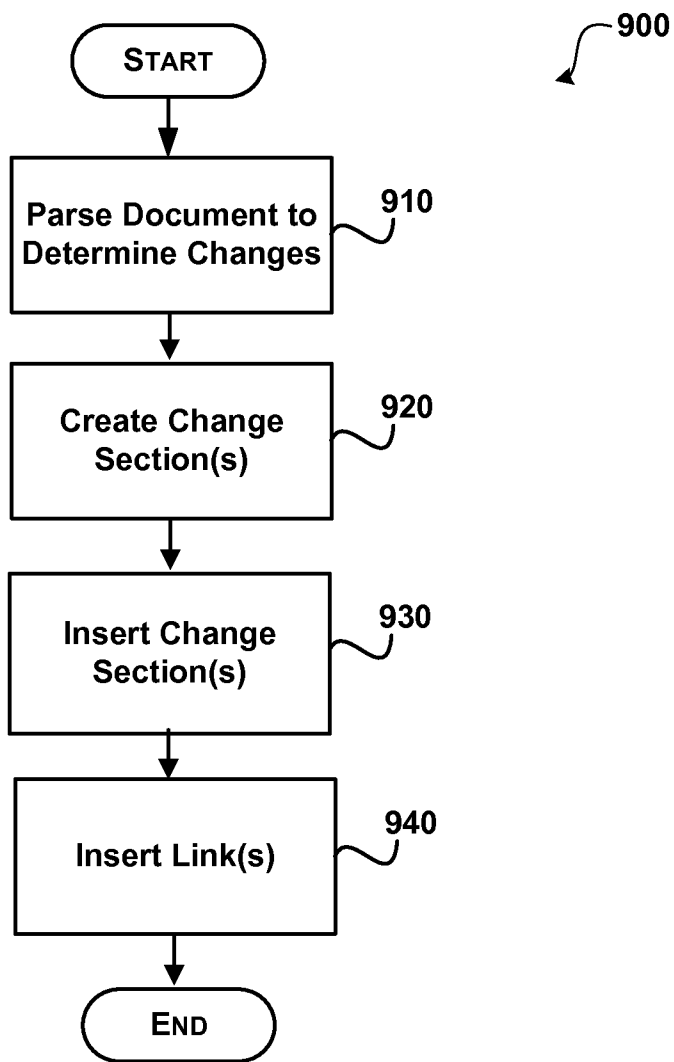 START
900
Parse Document to
Determine Changes
910
Create Change
Section(s)
920
Insert Change
Section(s)
930
Insert Link(s)
940
END